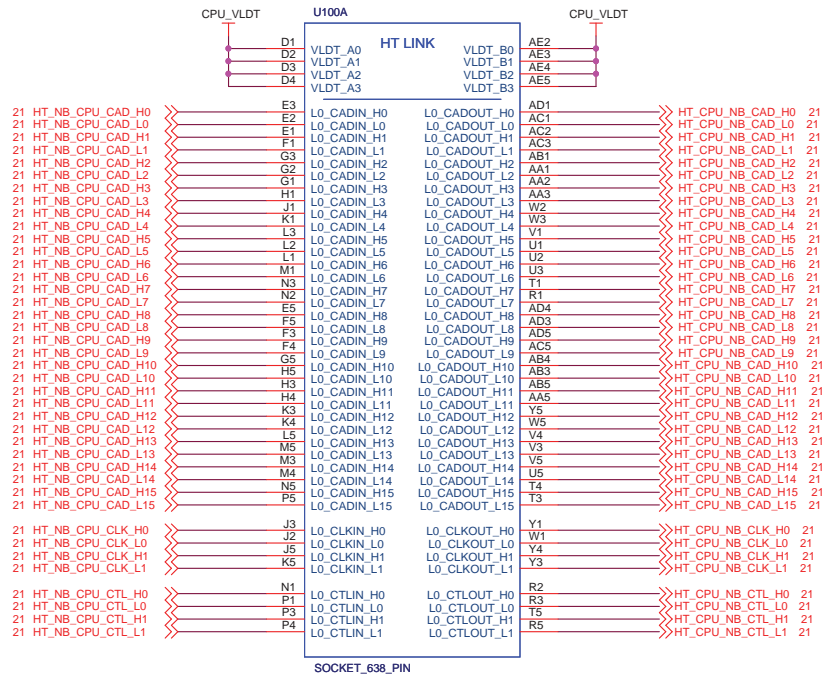 CPU_VLDT U100A CPU_VLDT
HT LINK
D1 VLDT_A0 VLDT_B0 AE2
D2 VLDT_A1 VLDT_B1 AE3
D3 VLDT_A2 VLDT_B2 AE4
D4 VLDT_A3 VLDT_B3 AE5
21 HT_NB_CPU_CAD_H0 E3 L0_CADIN_H0 L0_CADOUT_H0 AD1 HT_CPU_NB_CAD_H0 21
21 HT_NB_CPU_CAD_L0 E2 L0_CADIN_L0 L0_CADOUT_L0 AC1 HT_CPU_NB_CAD_L0 21
21 HT_NB_CPU_CAD_H1 E1 L0_CADIN_H1 L0_CADOUT_H1 AC2 HT_CPU_NB_CAD_H1 21
21 HT_NB_CPU_CAD_L1 F1 L0_CADIN_L1 L0_CADOUT_L1 AC3 HT_CPU_NB_CAD_L1 21
21 HT_NB_CPU_CAD_H2 G3 L0_CADIN_H2 L0_CADOUT_H2 AB1 HT_CPU_NB_CAD_H2 21
21 HT_NB_CPU_CAD_L2 G2 L0_CADIN_L2 L0_CADOUT_L2 AA1 HT_CPU_NB_CAD_L2 21
21 HT_NB_CPU_CAD_H3 G1 L0_CADIN_H3 L0_CADOUT_H3 AA2 HT_CPU_NB_CAD_H3 21
21 HT_NB_CPU_CAD_L3 H1 L0_CADIN_L3 L0_CADOUT_L3 AA3 HT_CPU_NB_CAD_L3 21
21 HT_NB_CPU_CAD_H4 J1 L0_CADIN_H4 L0_CADOUT_H4 W2 HT_CPU_NB_CAD_H4 21
21 HT_NB_CPU_CAD_L4 K1 L0_CADIN_L4 L0_CADOUT_L4 W3 HT_CPU_NB_CAD_L4 21
21 HT_NB_CPU_CAD_H5 L3 L0_CADIN_H5 L0_CADOUT_H5 V1 HT_CPU_NB_CAD_H5 21
21 HT_NB_CPU_CAD_L5 L2 L0_CADIN_L5 L0_CADOUT_L5 U1 HT_CPU_NB_CAD_L5 21
21 HT_NB_CPU_CAD_H6 L1 L0_CADIN_H6 L0_CADOUT_H6 U2 HT_CPU_NB_CAD_H6 21
21 HT_NB_CPU_CAD_L6 M1 L0_CADIN_L6 L0_CADOUT_L6 U3 HT_CPU_NB_CAD_L6 21
21 HT_NB_CPU_CAD_H7 N3 L0_CADIN_H7 L0_CADOUT_H7 T1 HT_CPU_NB_CAD_H7 21
21 HT_NB_CPU_CAD_L7 N2 L0_CADIN_L7 L0_CADOUT_L7 R1 HT_CPU_NB_CAD_L7 21
21 HT_NB_CPU_CAD_H8 E5 L0_CADIN_H8 L0_CADOUT_H8 AD4 HT_CPU_NB_CAD_H8 21
21 HT_NB_CPU_CAD_L8 F5 L0_CADIN_L8 L0_CADOUT_L8 AD3 HT_CPU_NB_CAD_L8 21
21 HT_NB_CPU_CAD_H9 F3 L0_CADIN_H9 L0_CADOUT_H9 AD5 HT_CPU_NB_CAD_H9 21
21 HT_NB_CPU_CAD_L9 F4 L0_CADIN_L9 L0_CADOUT_L9 AC5 HT_CPU_NB_CAD_L9 21
21 HT_NB_CPU_CAD_H10 G5 L0_CADIN_H10 L0_CADOUT_H10 AB4 HT_CPU_NB_CAD_H10 21
21 HT_NB_CPU_CAD_L10 H5 L0_CADIN_L10 L0_CADOUT_L10 AB3 HT_CPU_NB_CAD_L10 21
21 HT_NB_CPU_CAD_H11 H3 L0_CADIN_H11 L0_CADOUT_H11 AB5 HT_CPU_NB_CAD_H11 21
21 HT_NB_CPU_CAD_L11 H4 L0_CADIN_L11 L0_CADOUT_L11 AA5 HT_CPU_NB_CAD_L11 21
21 HT_NB_CPU_CAD_H12 K3 L0_CADIN_H12 L0_CADOUT_H12 Y5 HT_CPU_NB_CAD_H12 21
21 HT_NB_CPU_CAD_L12 K4 L0_CADIN_L12 L0_CADOUT_L12 W5 HT_CPU_NB_CAD_L12 21
21 HT_NB_CPU_CAD_H13 L5 L0_CADIN_H13 L0_CADOUT_H13 V4 HT_CPU_NB_CAD_H13 21
21 HT_NB_CPU_CAD_L13 M5 L0_CADIN_L13 L0_CADOUT_L13 V3 HT_CPU_NB_CAD_L13 21
21 HT_NB_CPU_CAD_H14 M3 L0_CADIN_H14 L0_CADOUT_H14 V5 HT_CPU_NB_CAD_H14 21
21 HT_NB_CPU_CAD_L14 M4 L0_CADIN_L14 L0_CADOUT_L14 U5 HT_CPU_NB_CAD_L14 21
21 HT_NB_CPU_CAD_H15 N5 L0_CADIN_H15 L0_CADOUT_H15 T4 HT_CPU_NB_CAD_H15 21
21 HT_NB_CPU_CAD_L15 P5 L0_CADIN_L15 L0_CADOUT_L15 T3 HT_CPU_NB_CAD_L15 21
21 HT_NB_CPU_CLK_H0 J3 L0_CLKIN_H0 L0_CLKOUT_H0 Y1 HT_CPU_NB_CLK_H0 21
21 HT_NB_CPU_CLK_L0 J2 L0_CLKIN_L0 L0_CLKOUT_L0 W1 HT_CPU_NB_CLK_L0 21
21 HT_NB_CPU_CLK_H1 J5 L0_CLKIN_H1 L0_CLKOUT_H1 Y4 HT_CPU_NB_CLK_H1 21
21 HT_NB_CPU_CLK_L1 K5 L0_CLKIN_L1 L0_CLKOUT_L1 Y3 HT_CPU_NB_CLK_L1 21
21 HT_NB_CPU_CTL_H0 N1 L0_CTLIN_H0 L0_CTLOUT_H0 R2 HT_CPU_NB_CTL_H0 21
21 HT_NB_CPU_CTL_L0 P1 L0_CTLIN_L0 L0_CTLOUT_L0 R3 HT_CPU_NB_CTL_L0 21
21 HT_NB_CPU_CTL_H1 P3 L0_CTLIN_H1 L0_CTLOUT_H1 T5 HT_CPU_NB_CTL_H1 21
21 HT_NB_CPU_CTL_L1 P4 L0_CTLIN_L1 L0_CTLOUT_L1 R5 HT_CPU_NB_CTL_L1 21
SOCKET_638_PIN